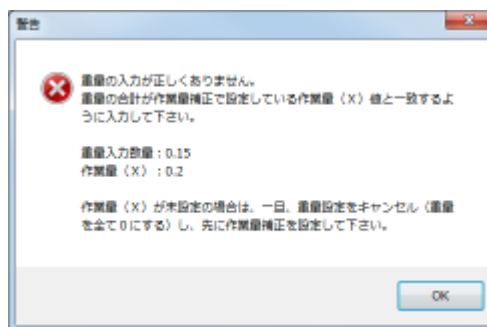 警告
重量の入力が正しくありません。
重量の合計が作業量補正で設定している作業量（X）値と一致するよ
うに入力して下さい。
重量入力数量：0.15
作業量（X）：0.2
作業量（X）が未設定の場合は、一旦、重量設定をキャンセル（重量
を全て０にする）し、先に作業量補正を設定して下さい。
OK